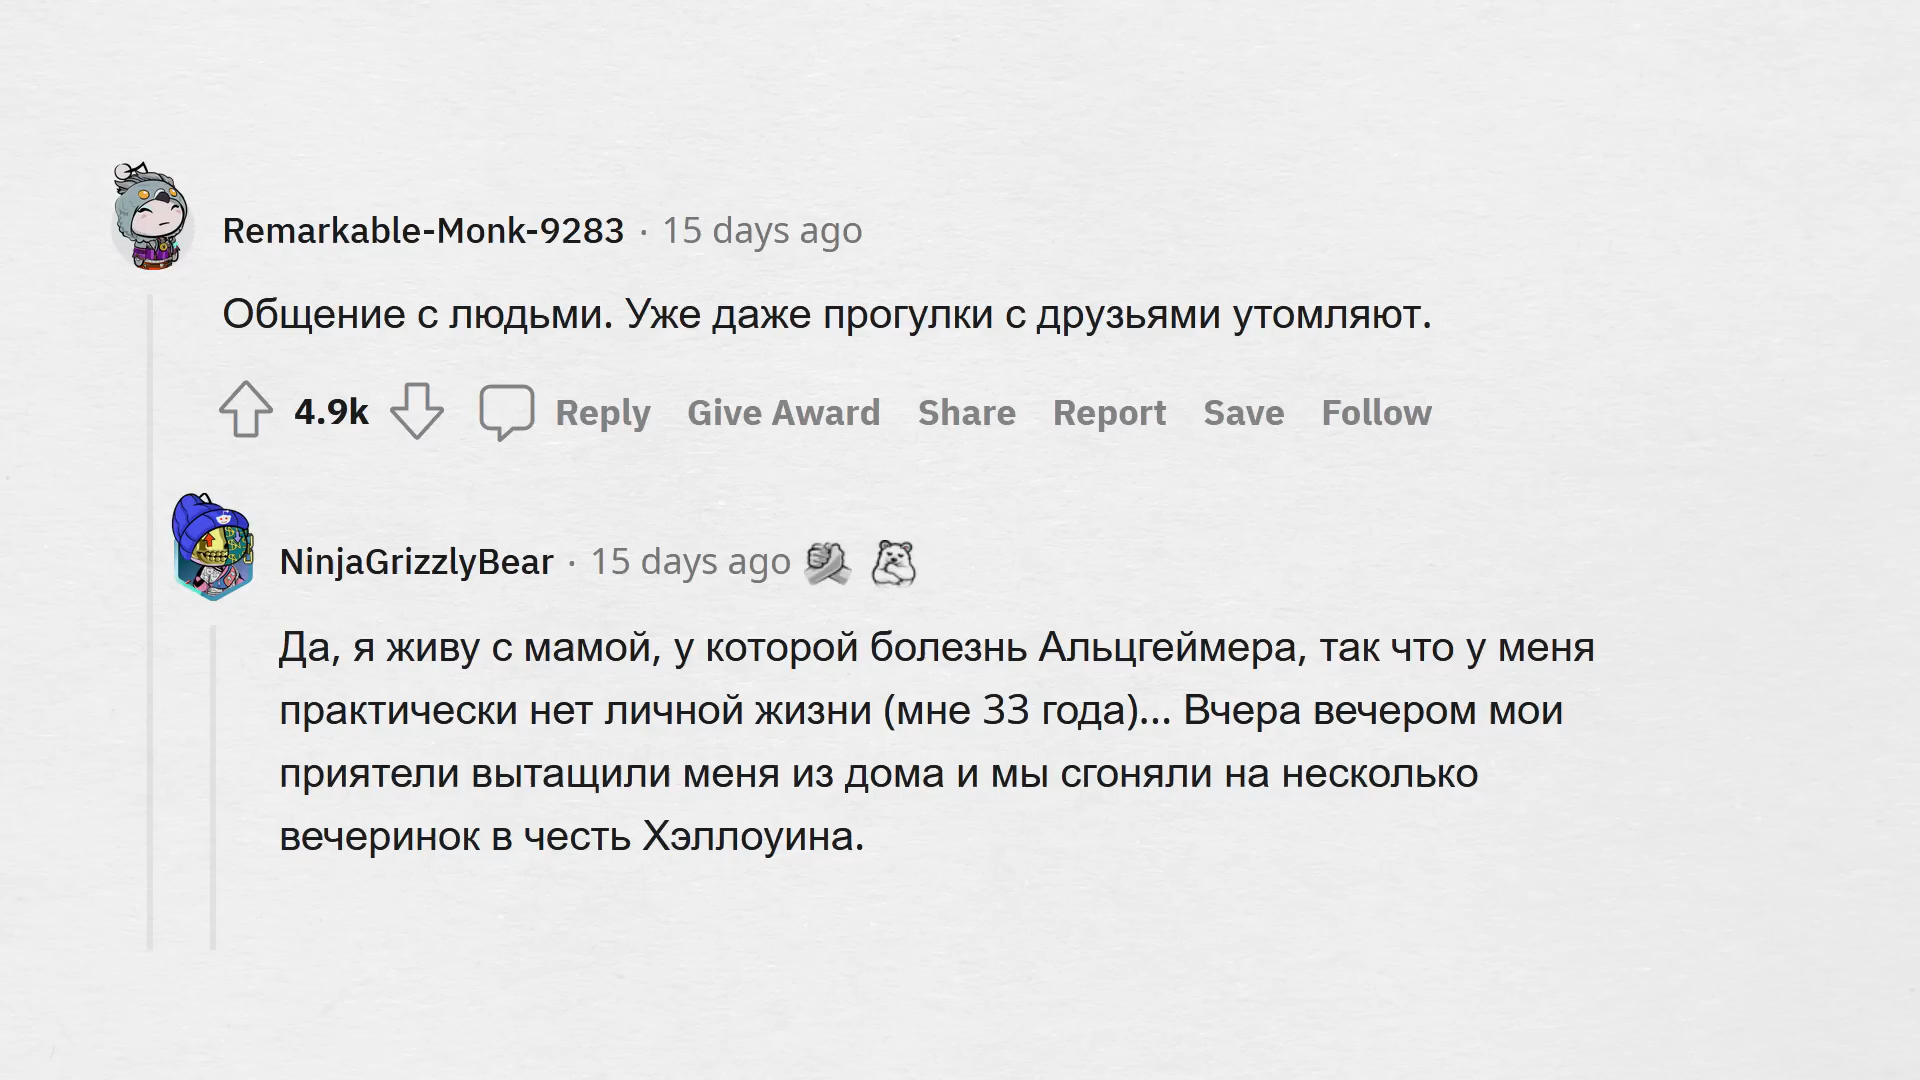 Remarkable-Monk-9283 · 15 days ago
Общение с людьми. Уже даже прогулки с друзьями утомляют.
4.9k Reply Give Award Share Report Save Follow
NinjaGrizzlyBear · 15 days ago
Да, я живу с мамой, у которой болезнь Альцгеймера, так что у меня
практически нет личной жизни (мне 33 года)... Вчера вечером мои
приятели вытащили меня из дома и мы сгоняли на несколько
вечеринок в честь Хэллоуина.